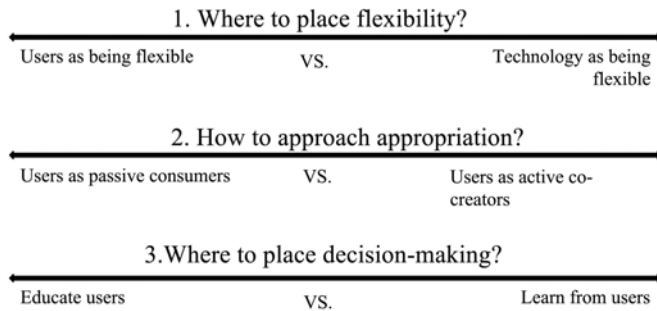 1. Where to place flexibility?
Users as being flexible VS. Technology as being
flexible
2. How to approach appropriation?
Users as passive consumers VS. Users as active co-
creators
3.Where to place decision-making?
Educate users VS. Learn from users